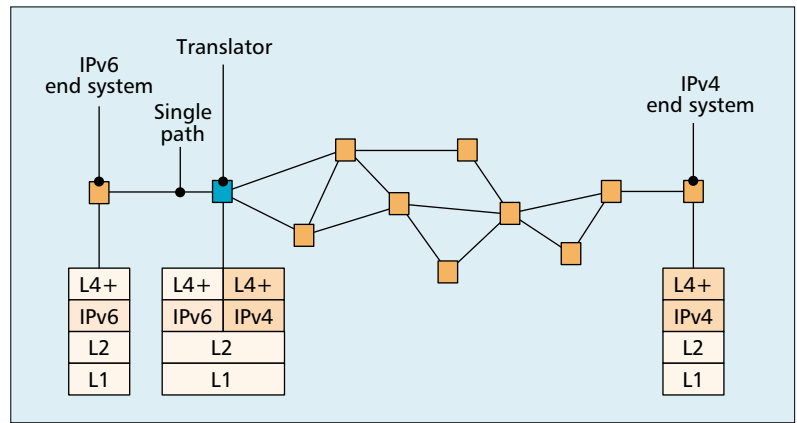 Translator
IPv6
end system
Single
path
IPv4
end system
L4+
IPv6
L2
L1
L4+ L4+
IPv6 IPv4
L2
L1
L4+
IPv4
L2
L1